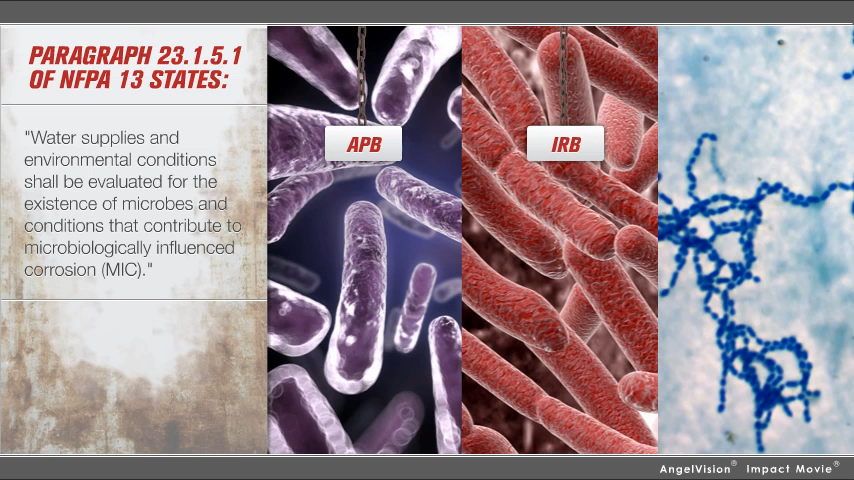 PARAGRAPH 23.1.5.1
OF NFPA 13 STATES:
"Water supplies and
environmental conditions
shall be evaluated for the
existence of microbes and
conditions that contribute to
microbiologically influenced
corrosion (MIC)."
APB
IRB
AngelVision® Impact Movie®